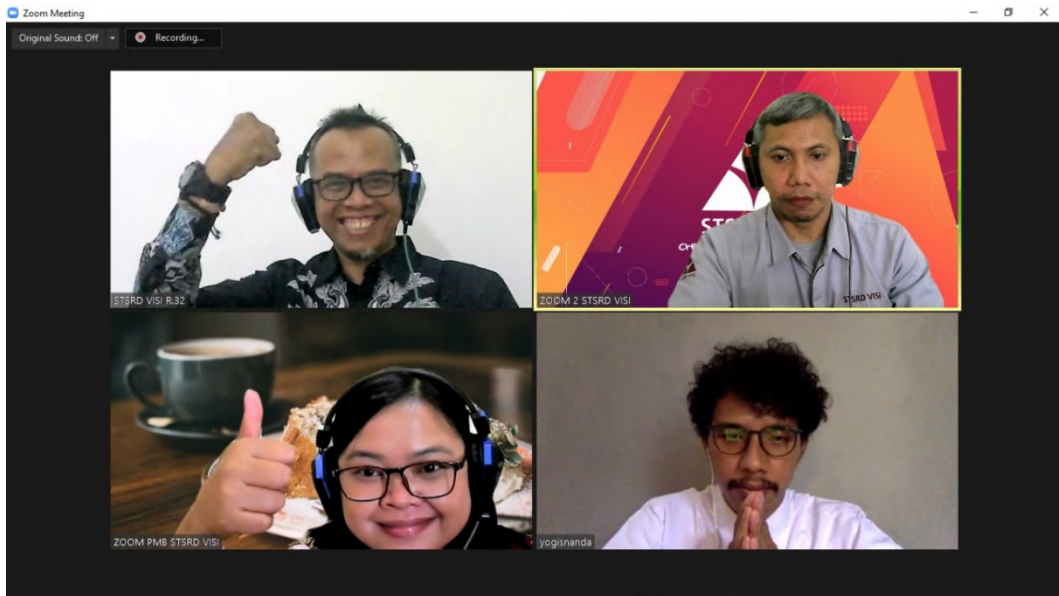 Zoom Meeting
Original Sound: Off
Recording...
STSRD VISI R.32
ZOOM 2 STSRD VISI
STSRD VISI
ZOOM PMB STSRD VISI
yogisnanda